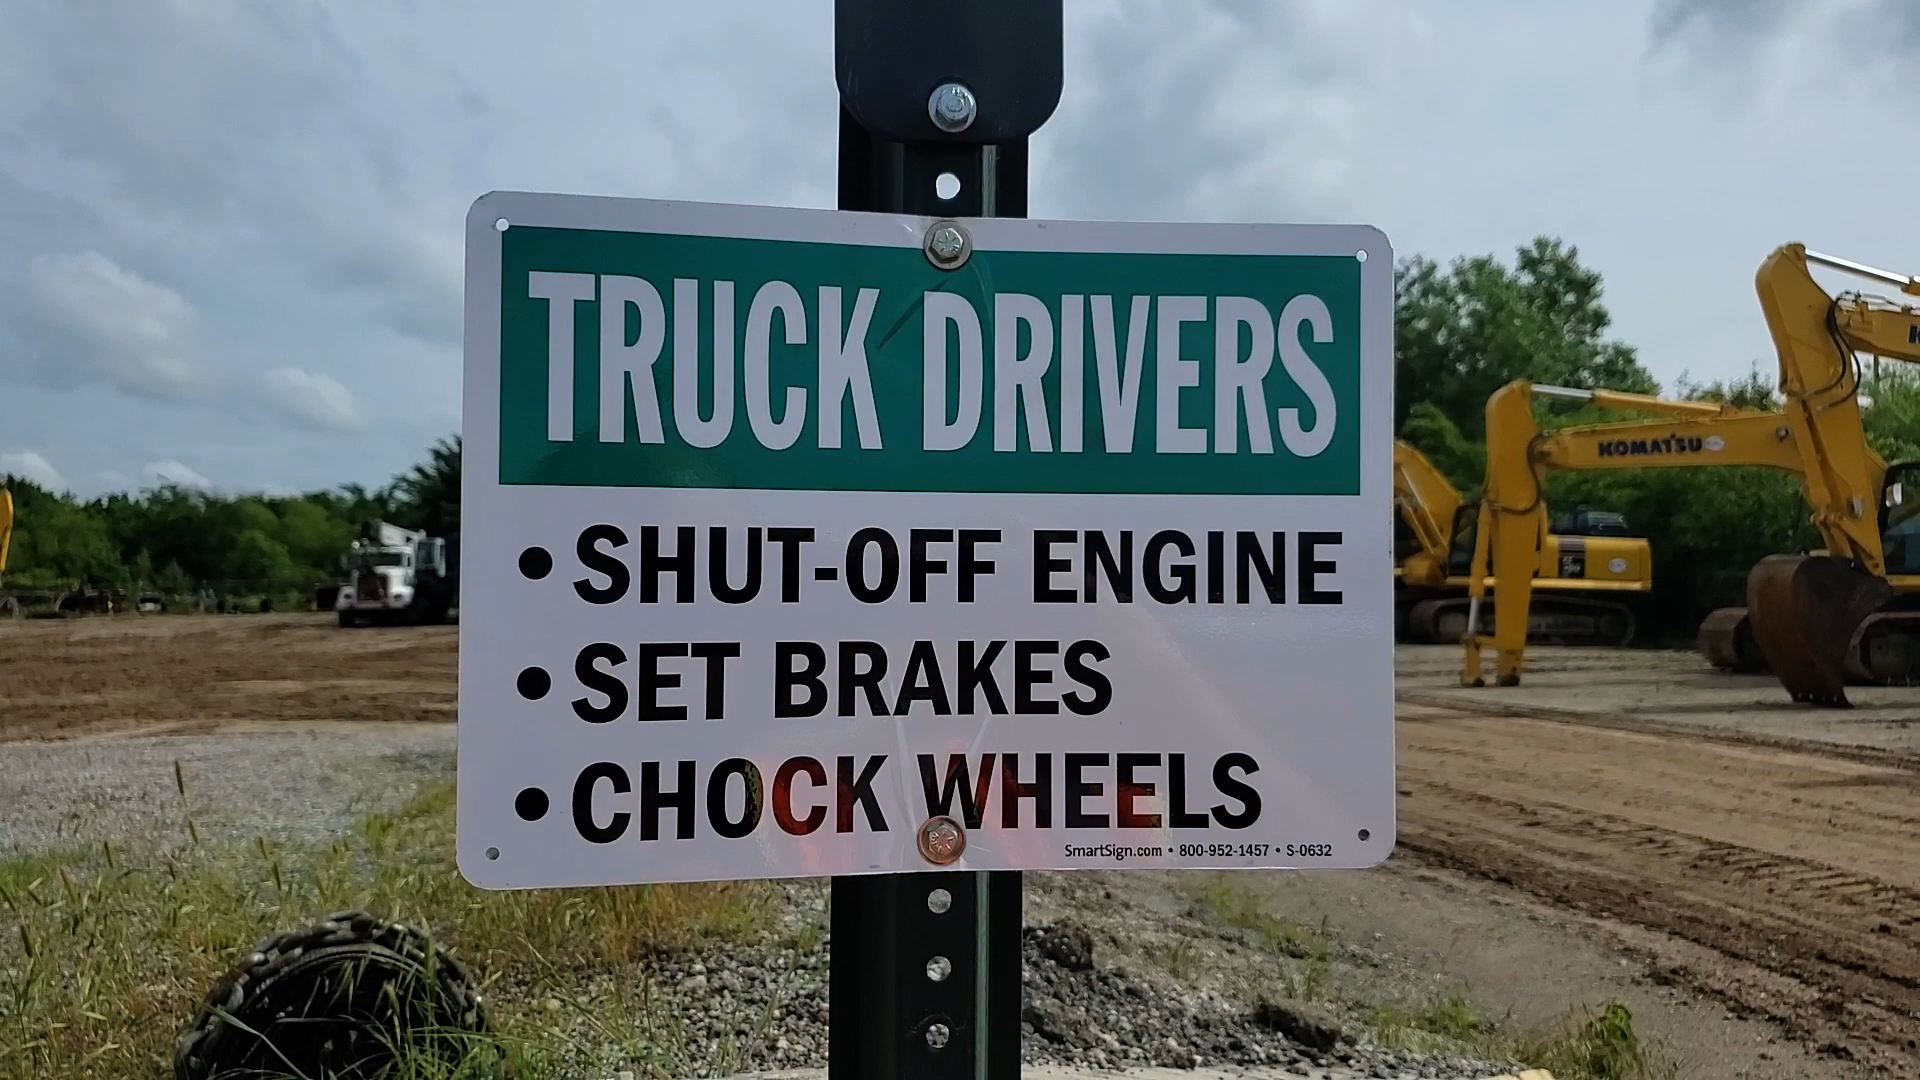 TRUCK DRIVERS
• SHUT-OFF ENGINE
• SET BRAKES
• CHOCK WHEELS
SmartSign.com • 800-952-1457 • S-0632
KOMATSU